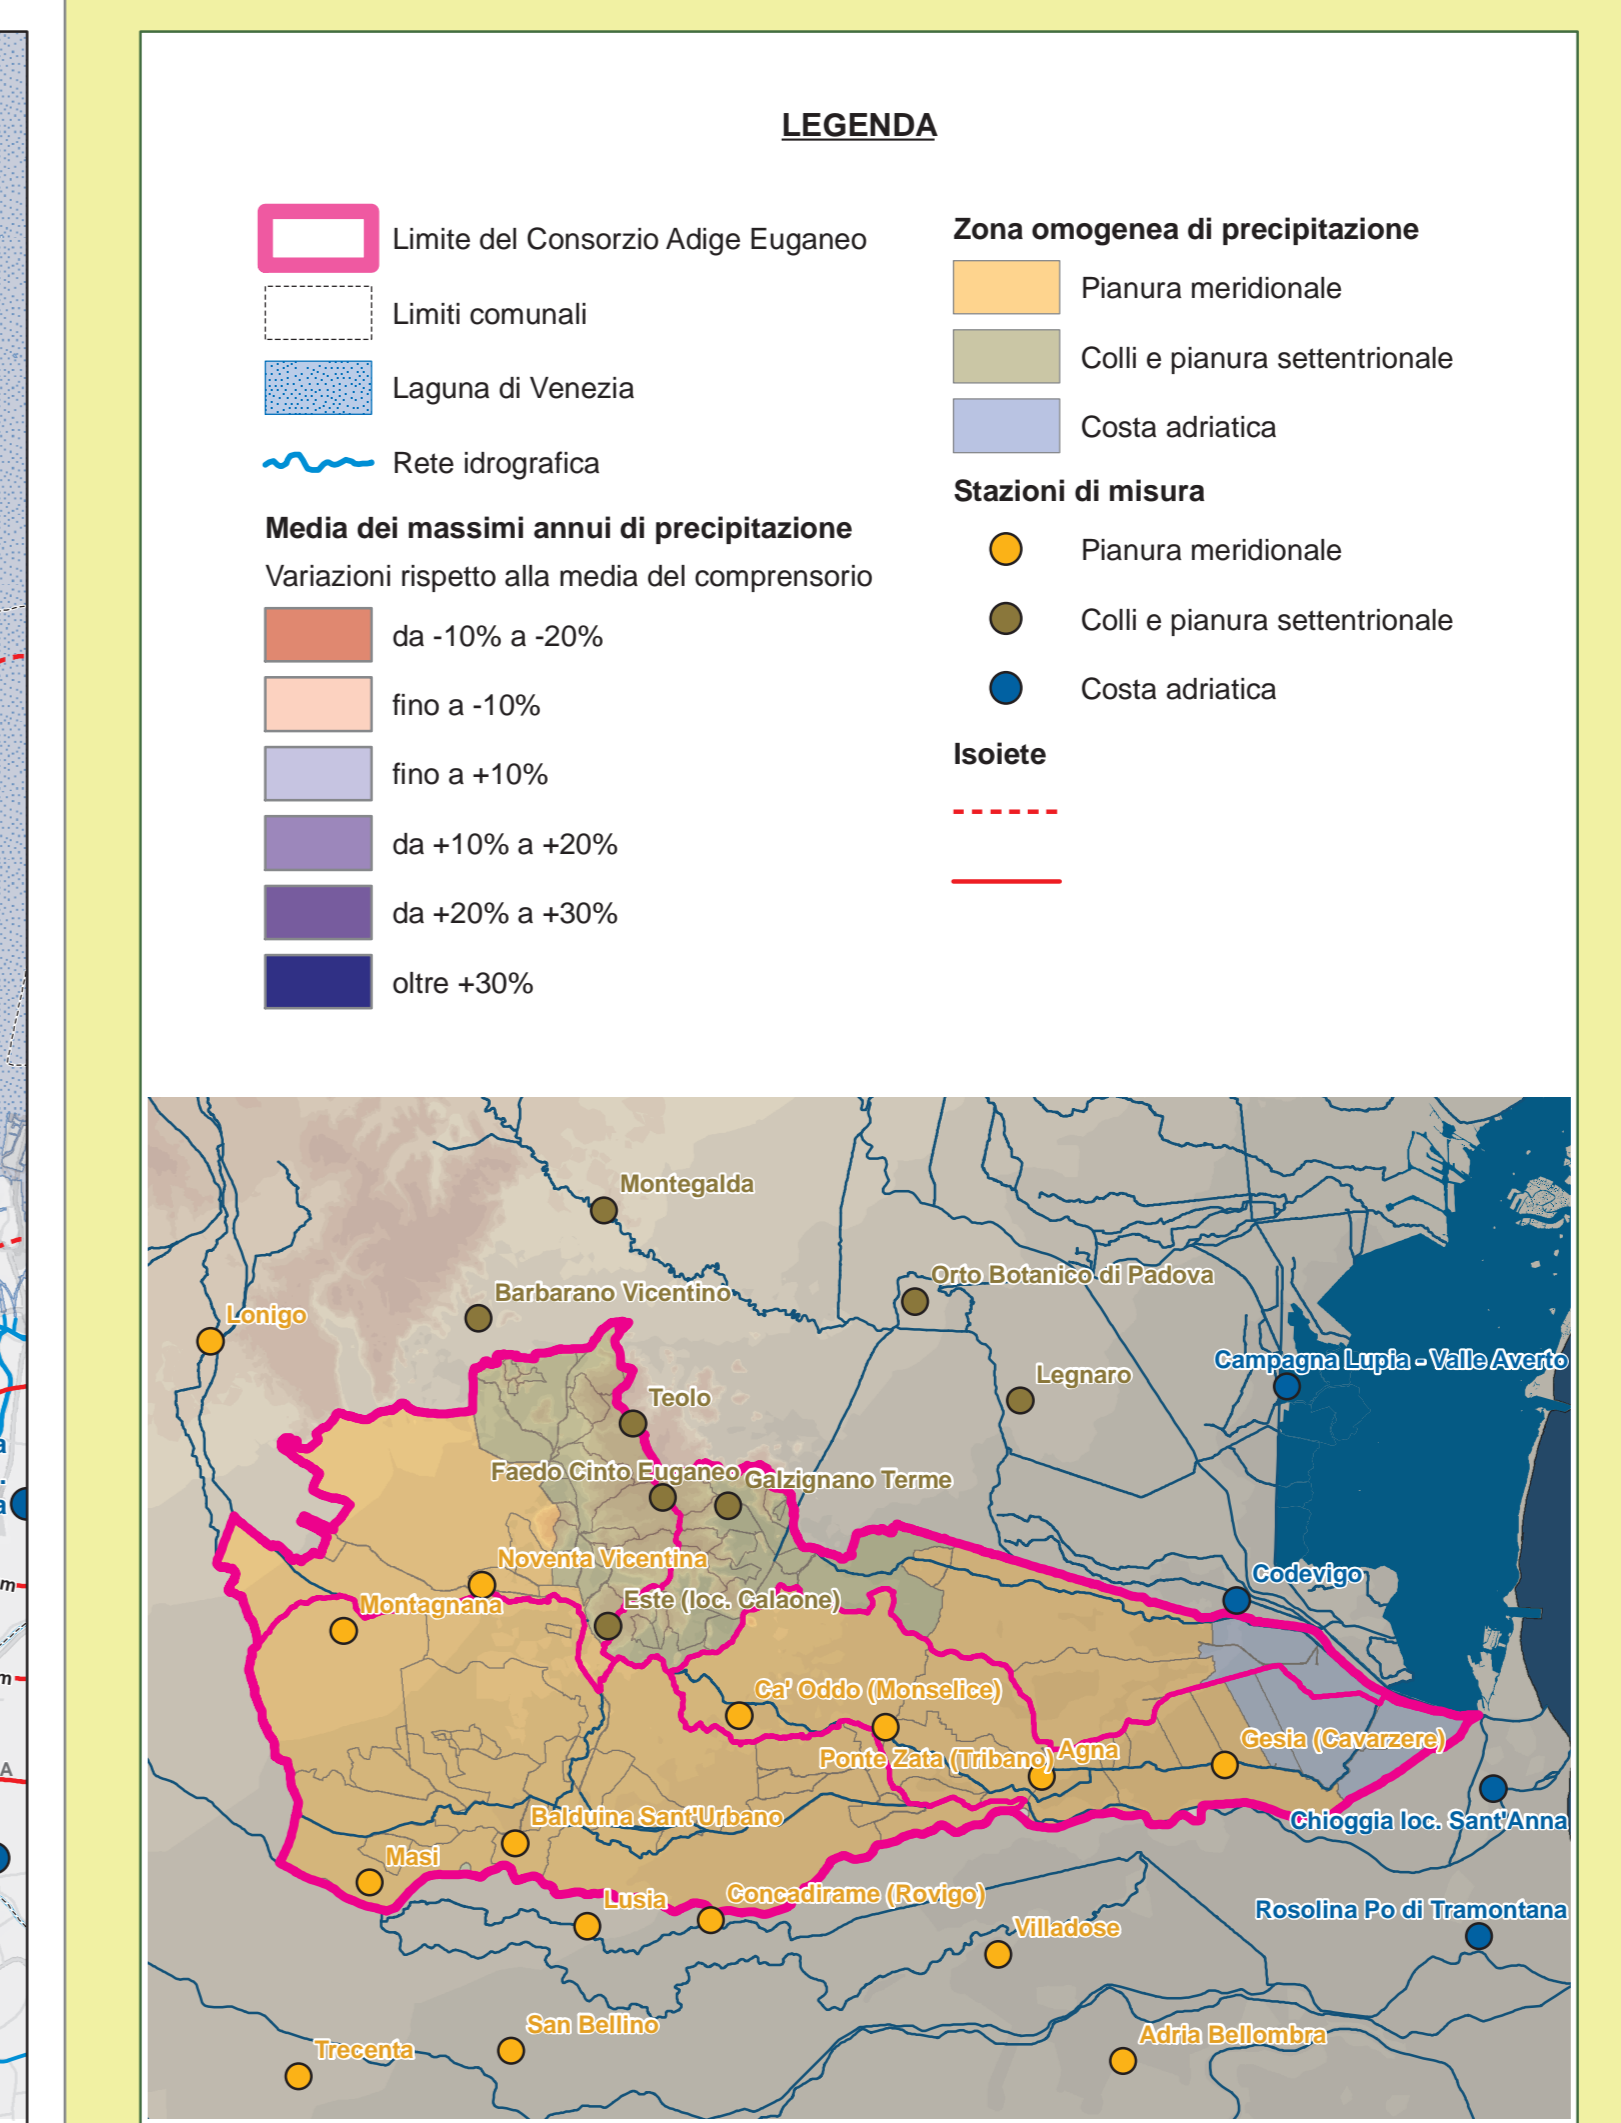 LEGENDA
Limite del Consorzio Adige Euganeo
Limiti comunali
Laguna di Venezia
Rete idrografica
Media dei massimi annui di precipitazione
Variazioni rispetto alla media del comprensorio
da -10% a -20%
fino a -10%
fino a +10%
da +10% a +20%
da +20% a +30%
oltre +30%
Zona omogenea di precipitazione
Pianura meridionale
Colli e pianura settentrionale
Costa adriatica
Stazioni di misura
Pianura meridionale
Colli e pianura settentrionale
Costa adriatica
Isoiete
Montegalda
Orto Botanico di Padova
Barbarano Vicentino
Lonigo
Campagna Lupia - Valle Averto
Legnaro
Teolo
Faedo Cinto Euganeo
Galzignano Terme
Noventa Vicentina
Codevigo
Montagnana
Este (loc. Calaone)
Ca' Oddo (Monselice)
Gesia (Cavarzere)
Ponte Zata (Tribano)
Agna
Balduina Sant'Urbano
Chioggia loc. Sant'Anna
Masi
Lusia
Concadirame (Rovigo)
Rosolina Po di Tramontana
Villadose
San Bellino
Adria Bellombra
Trecenta
a
a
m
m
A